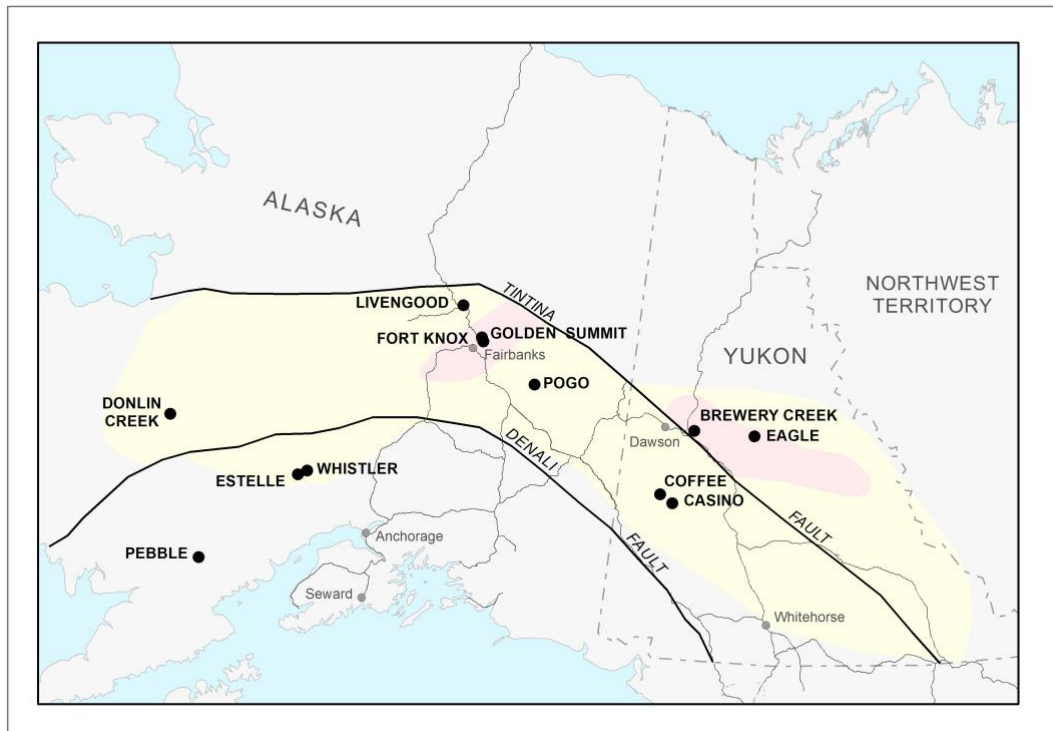 ALASKA
NORTHWEST
TERRITORY
LIVENGOOD
TINTINA
FORT KNOX
GOLDEN SUMMIT
Fairbanks
YUKON
POGO
DONLIN
CREEK
BREWERY CREEK
Dawson
EAGLE
DENALI
WHISTLER
ESTELLE
COFFEE
CASINO
FAULT
FAULT
Anchorage
PEBBLE
Seward
Whitehorse